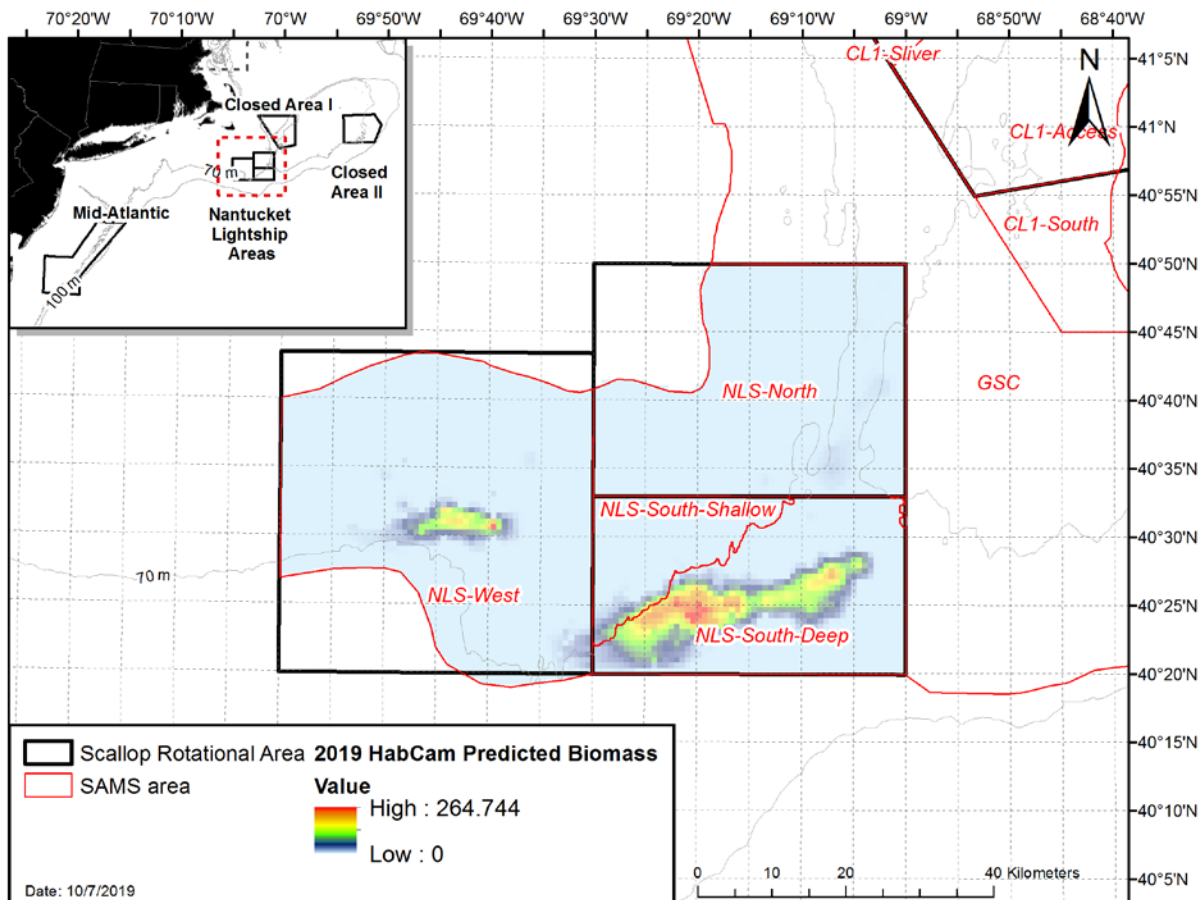 70°20'W 70°10'W 70°0'W 69°50'W 69°40'W 69°30'W 69°20'W 69°10'W 69°0'W 68°50'W 68°40'W
CL1-Sliver
41°5'N
N
CL1-Access
41°0'N
Closed Area I
70 m
Closed
Area II
Mid-Atlantic
Nantucket
Lightship
Areas
100 m
40°55'N
CL1-South
40°50'N
40°45'N
GSC
40°40'N
NLS-North
40°35'N
NLS-South-Shallow
40°30'N
70 m
NLS-West
40°25'N
NLS-South-Deep
40°20'N
40°15'N
Scallop Rotational Area
SAMS area
2019 HabCam Predicted Biomass
Value
High : 264.744
Low : 0
40°10'N
0 10 20 40 Kilometers
40°5'N
Date: 10/7/2019